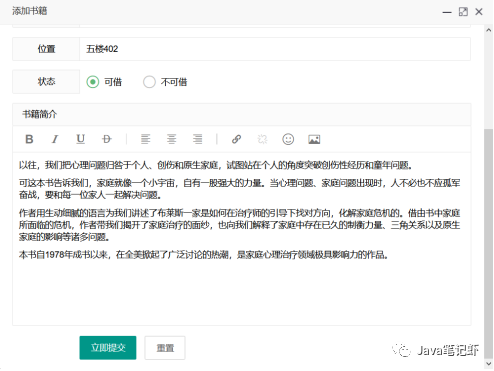 添加书籍
位置
五楼402
状态
可借
不可借
书籍简介
B I U D
以往，我们把心理问题归咎于个人、创伤和原生家庭，试图站在个人的角度突破创伤性经历和童年问题。
可这本书告诉我们，家庭就像一个小宇宙，自有一股强大的力量。当心理问题、家庭问题出现时，人不必也不应孤军
奋战，要和每一位家人一起解决问题。
作者用生动细腻的语言为我们讲述了布莱斯一家是如何在治疗师的引导下找对方向，化解家庭危机的。借由书中家庭
所面临的危机，作者带我们揭开了家庭治疗的面纱，也向我们解释了家庭中存在已久的制衡力量、三角关系以及原生
家庭的影响等诸多问题。
本书自1978年成书以来，在全美掀起了广泛讨论的热潮，是家庭心理治疗领域极具影响力的作品。
立即提交
重置
Java笔记虾